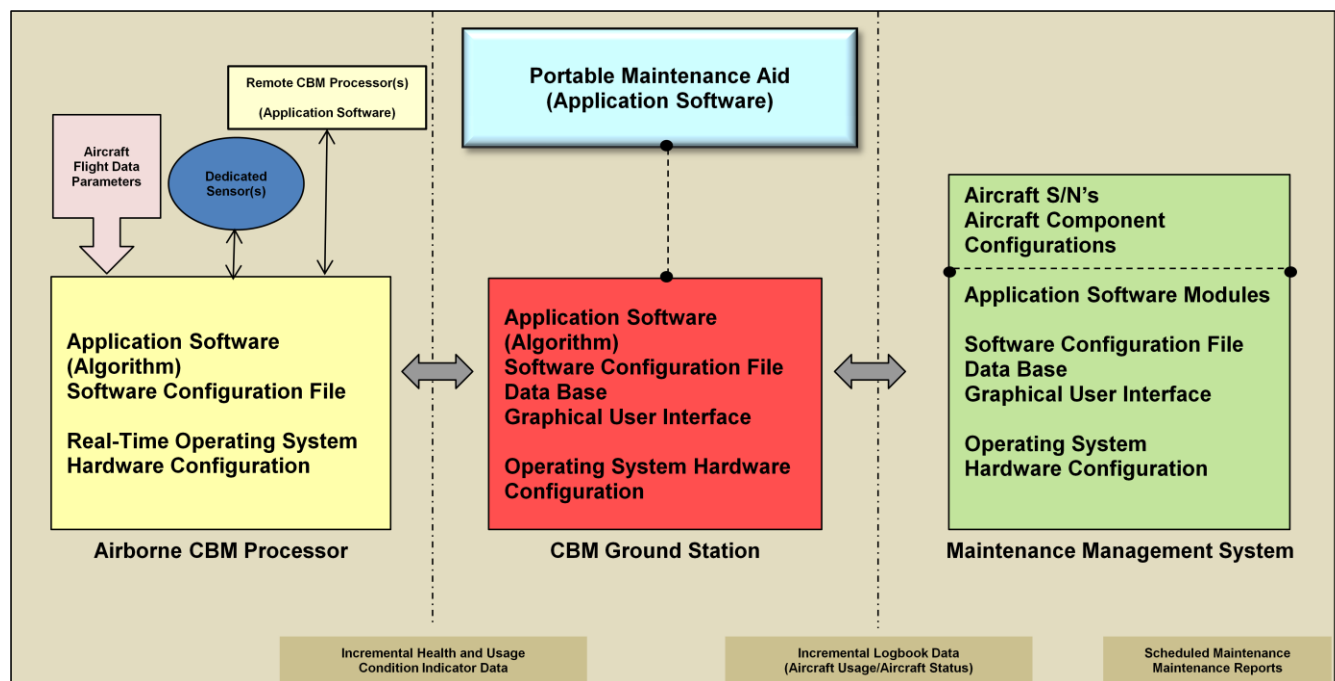 Remote CBM Processor(s)
(Application Software)
Aircraft
Flight Data
Parameters
Dedicated
Sensor(s)
Application Software
(Algorithm)
Software Configuration File
Real-Time Operating System
Hardware Configuration
Airborne CBM Processor
Portable Maintenance Aid
(Application Software)
Application Software
(Algorithm)
Software Configuration File
Data Base
Graphical User Interface
Operating System Hardware
Configuration
CBM Ground Station
Aircraft S/N’s
Aircraft Component
Configurations
Application Software Modules
Software Configuration File
Data Base
Graphical User Interface
Operating System
Hardware Configuration
Maintenance Management System
Incremental Health and Usage
Condition Indicator Data
Incremental Logbook Data
(Aircraft Usage/Aircraft Status)
Scheduled Maintenance
Maintenance Reports